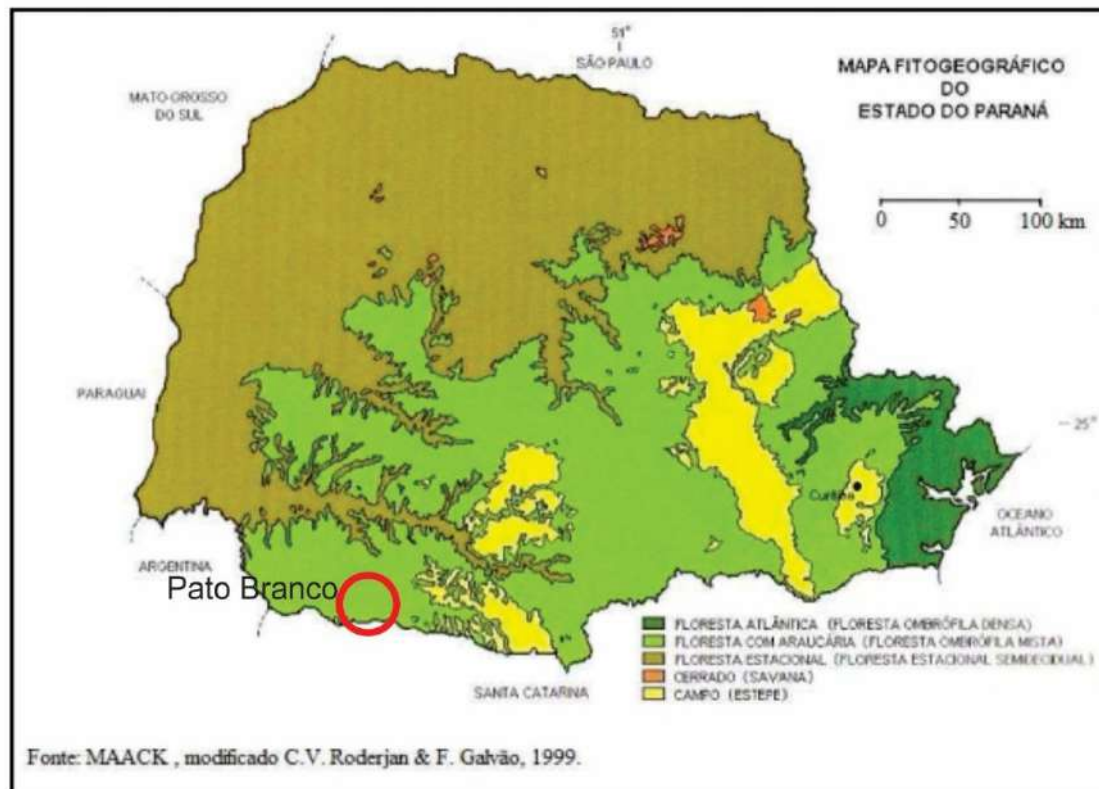 51°
SÃO PAULO
MATO-GROSSO
DO SUL
MAPA FITOGEOGRÁFICO
DO
ESTADO DO PARANÁ
0 50 100 km
PARAGUAI
25°
Curitiba
OCEANO
ATLÂNTICO
ARGENTINA
Pato Branco
FLORESTA ATLÂNTICA (FLORESTA OMBRÓFILA DENSA)
FLORESTA COM ARAUCÁRIA (FLORESTA OMBRÓFILA MISTA)
FLORESTA ESTACIONAL (FLORESTA ESTACIONAL SEMIDECIDUAL)
CERRADO (SAVANA)
CAMPO (ESTEPE)
SANTA CATARINA
Fonte: MAACK , modificado C.V. Roderjan & F. Galvão, 1999.